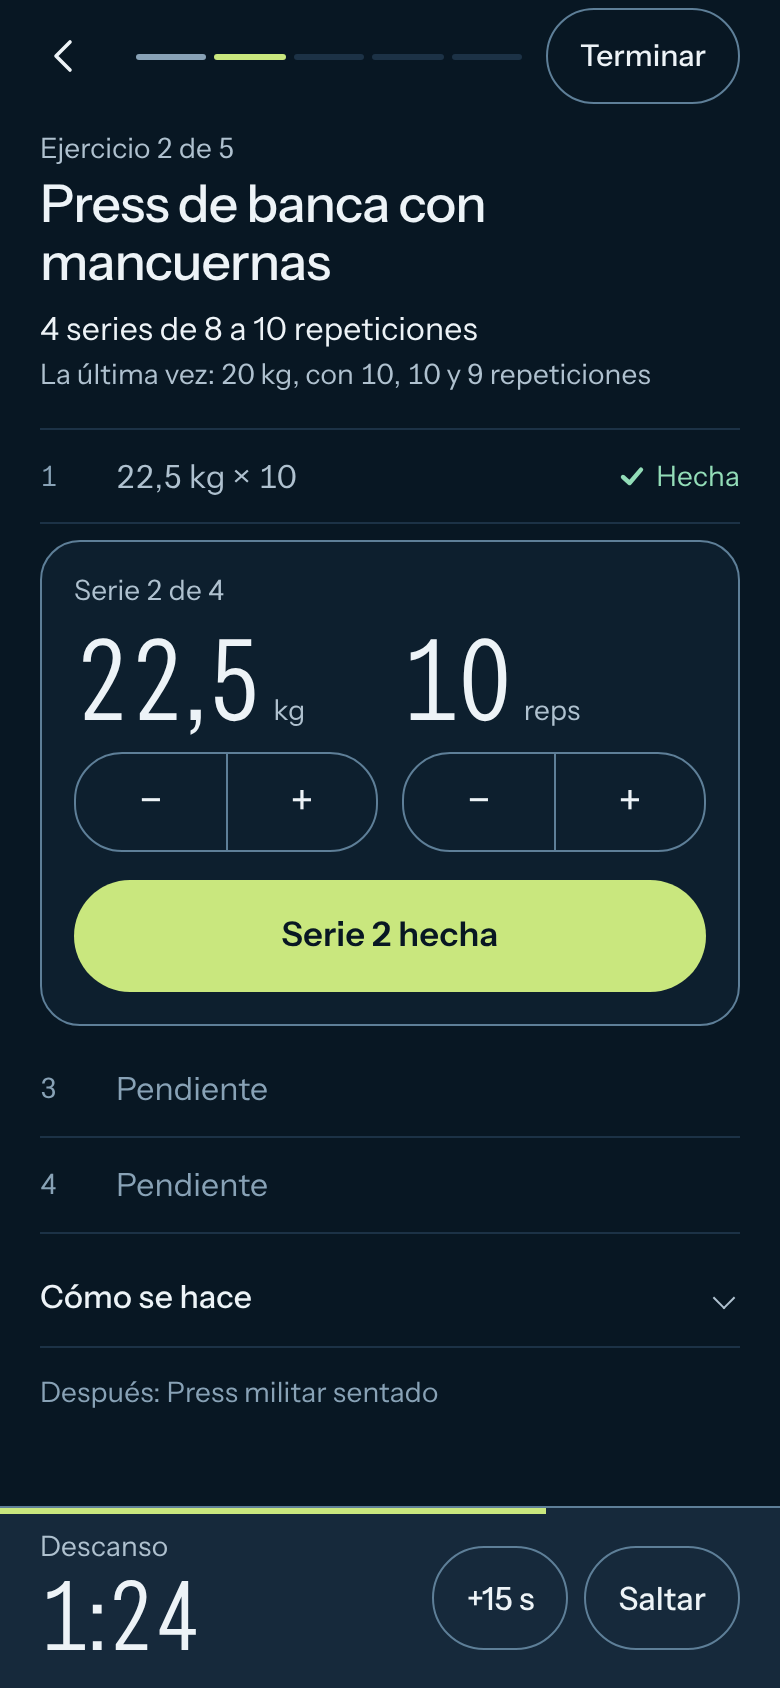 Terminar
Ejercicio 2 de 5
Press de banca con
mancuernas
4 series de 8 a 10 repeticiones
La última vez: 20 kg, con 10, 10 y 9 repeticiones
1 22,5 kg × 10 Hecha
Serie 2 de 4
22,5 kg 10 reps
− + − +
Serie 2 hecha
3 Pendiente
4 Pendiente
Cómo se hace
Después: Press militar sentado
Descanso
1:24 +15 s Saltar